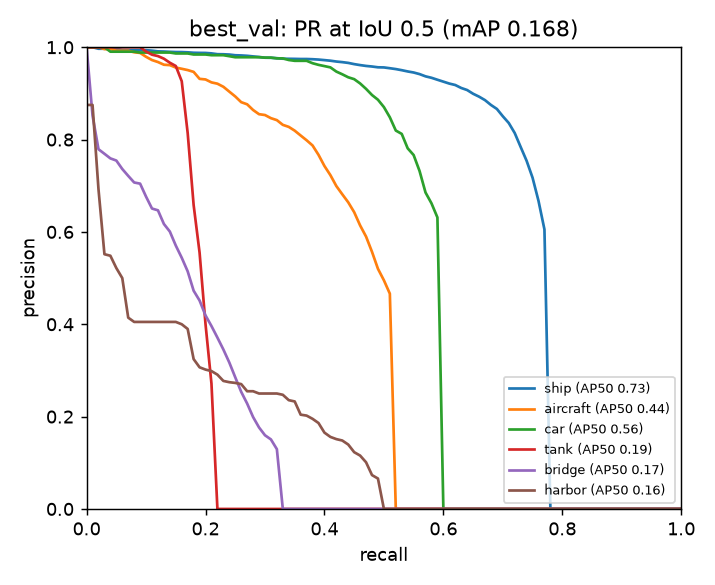 best_val: PR at IoU 0.5 (mAP 0.168)
precision
1.0
0.8
0.6
0.4
0.2
0.0
ship (AP50 0.73)
aircraft (AP50 0.44)
car (AP50 0.56)
tank (AP50 0.19)
bridge (AP50 0.17)
harbor (AP50 0.16)
0.0 0.2 0.4 0.6 0.8 1.0
recall